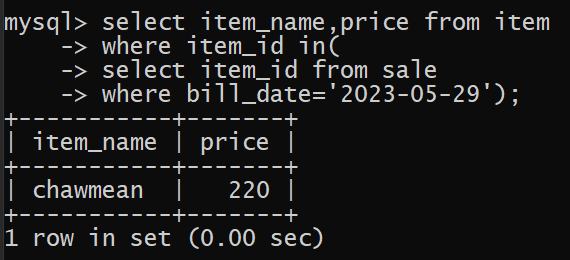 mysql> select item_name,price from item
    -> where item_id in(
    -> select item_id from sale
    -> where bill_date='2023-05-29');
+-----------+-------+
| item_name | price |
+-----------+-------+
| chawmean  |   220 |
+-----------+-------+
1 row in set (0.00 sec)